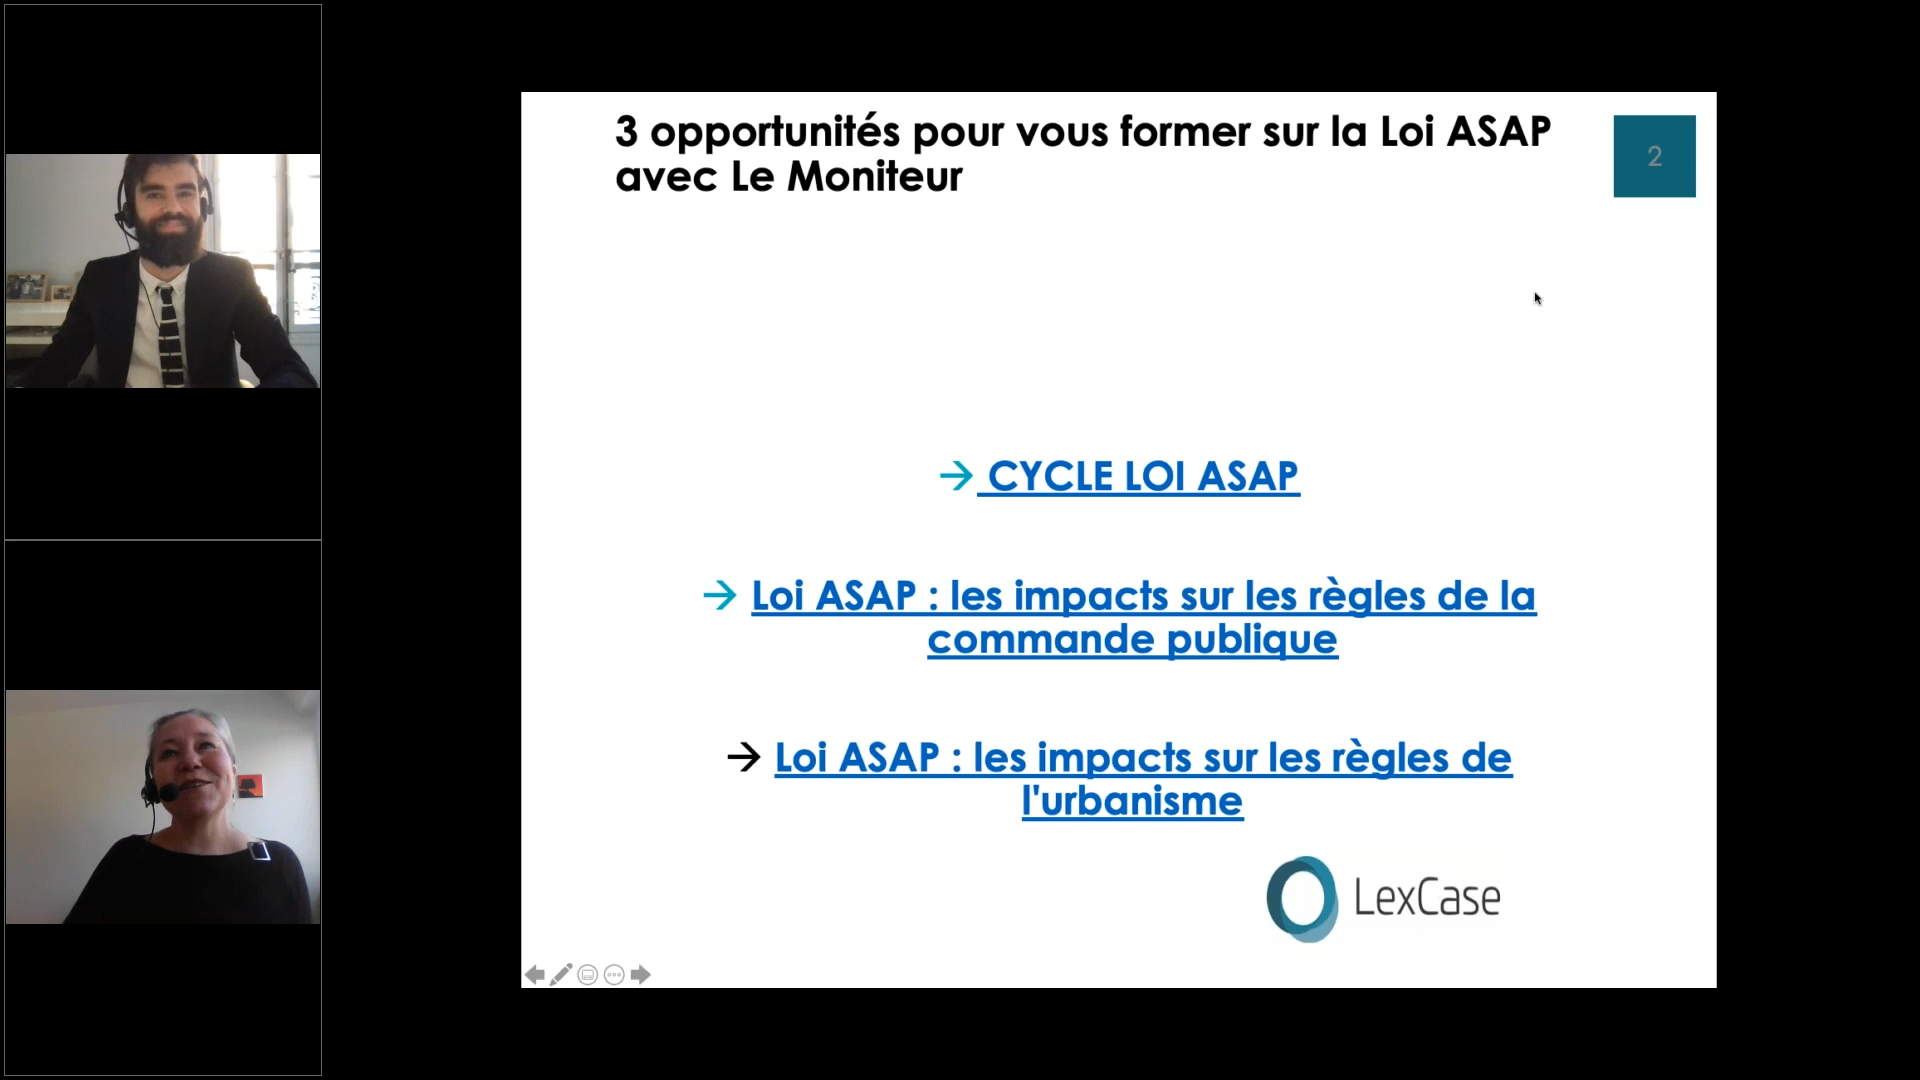 3 opportunités pour vous former sur la Loi ASAP
avec Le Moniteur
2
→ CYCLE LOI ASAP
→ Loi ASAP : les impacts sur les règles de la
commande publique
→ Loi ASAP : les impacts sur les règles de
l'urbanisme
LexCase